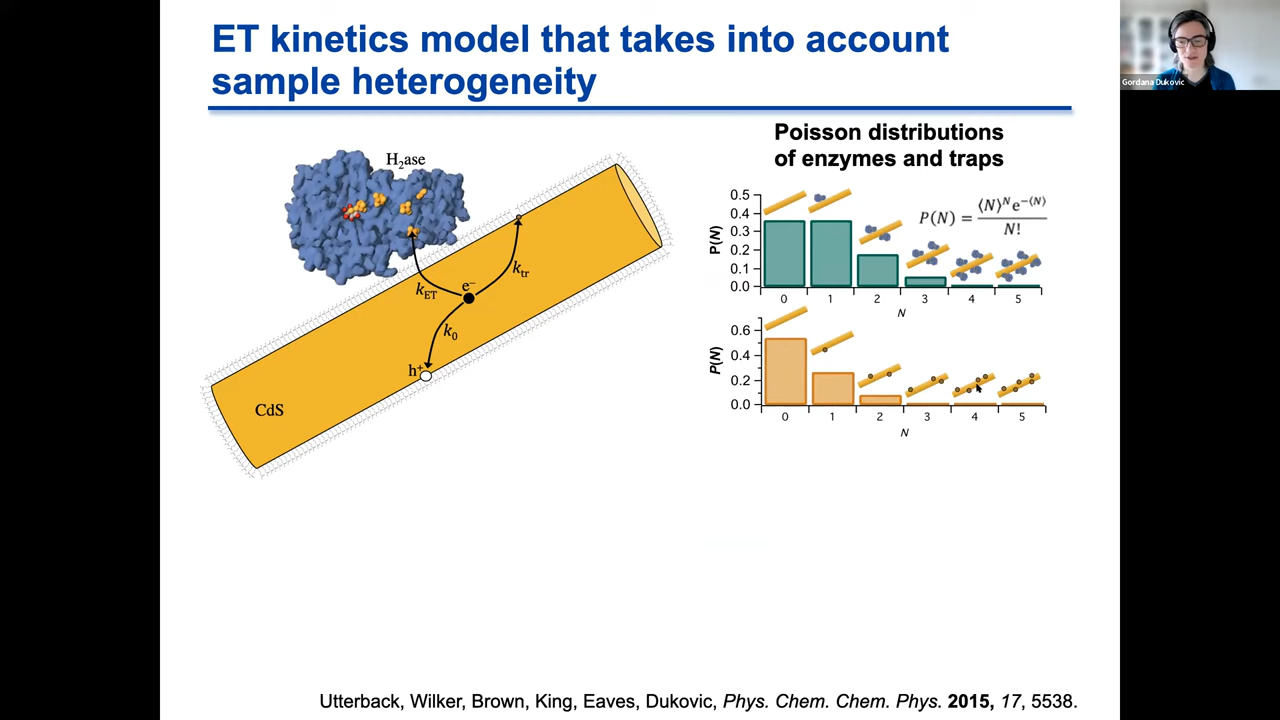 ET kinetics model that takes into account
sample heterogeneity
Gordana Dukovic
H₂ase
k_ET
e⁻
k_tr
k₀
h⁺
CdS
Poisson distributions
of enzymes and traps
P(N) = ⟨N⟩ᴺe^−⟨N⟩ / N!
P(N)
0.5
0.4
0.3
0.2
0.1
0.0
0 1 2 3 4 5
N
P(N)
0.6
0.4
0.2
0.0
0 1 2 3 4 5
N
Utterback, Wilker, Brown, King, Eaves, Dukovic, Phys. Chem. Chem. Phys. 2015, 17, 5538.